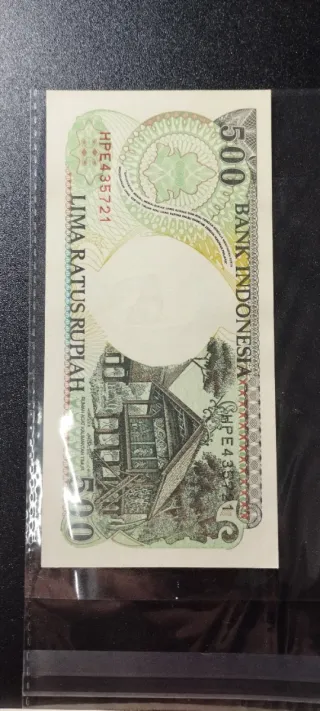 500 BANK INDONESIA
HPE435721
HPE435721
LIMA RATUS RUPIAH
500